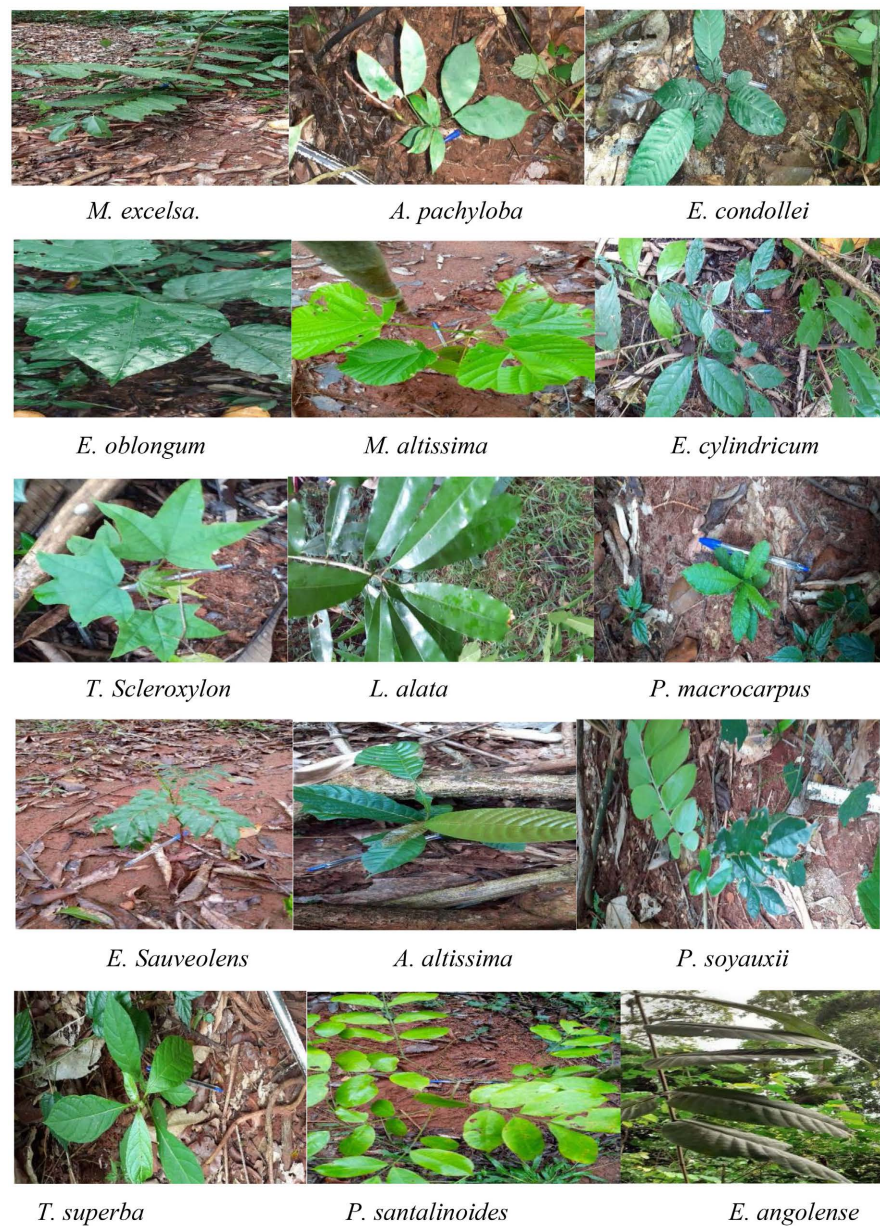 M. excelsa. A. pachyloba E. condollei
E. oblongum M. altissima E. cylindricum
T. Scleroxylon L. alata P. macrocarpus
E. Sauveolens A. altissima P. soyauxii
T. superba P. santalinoides E. angolense